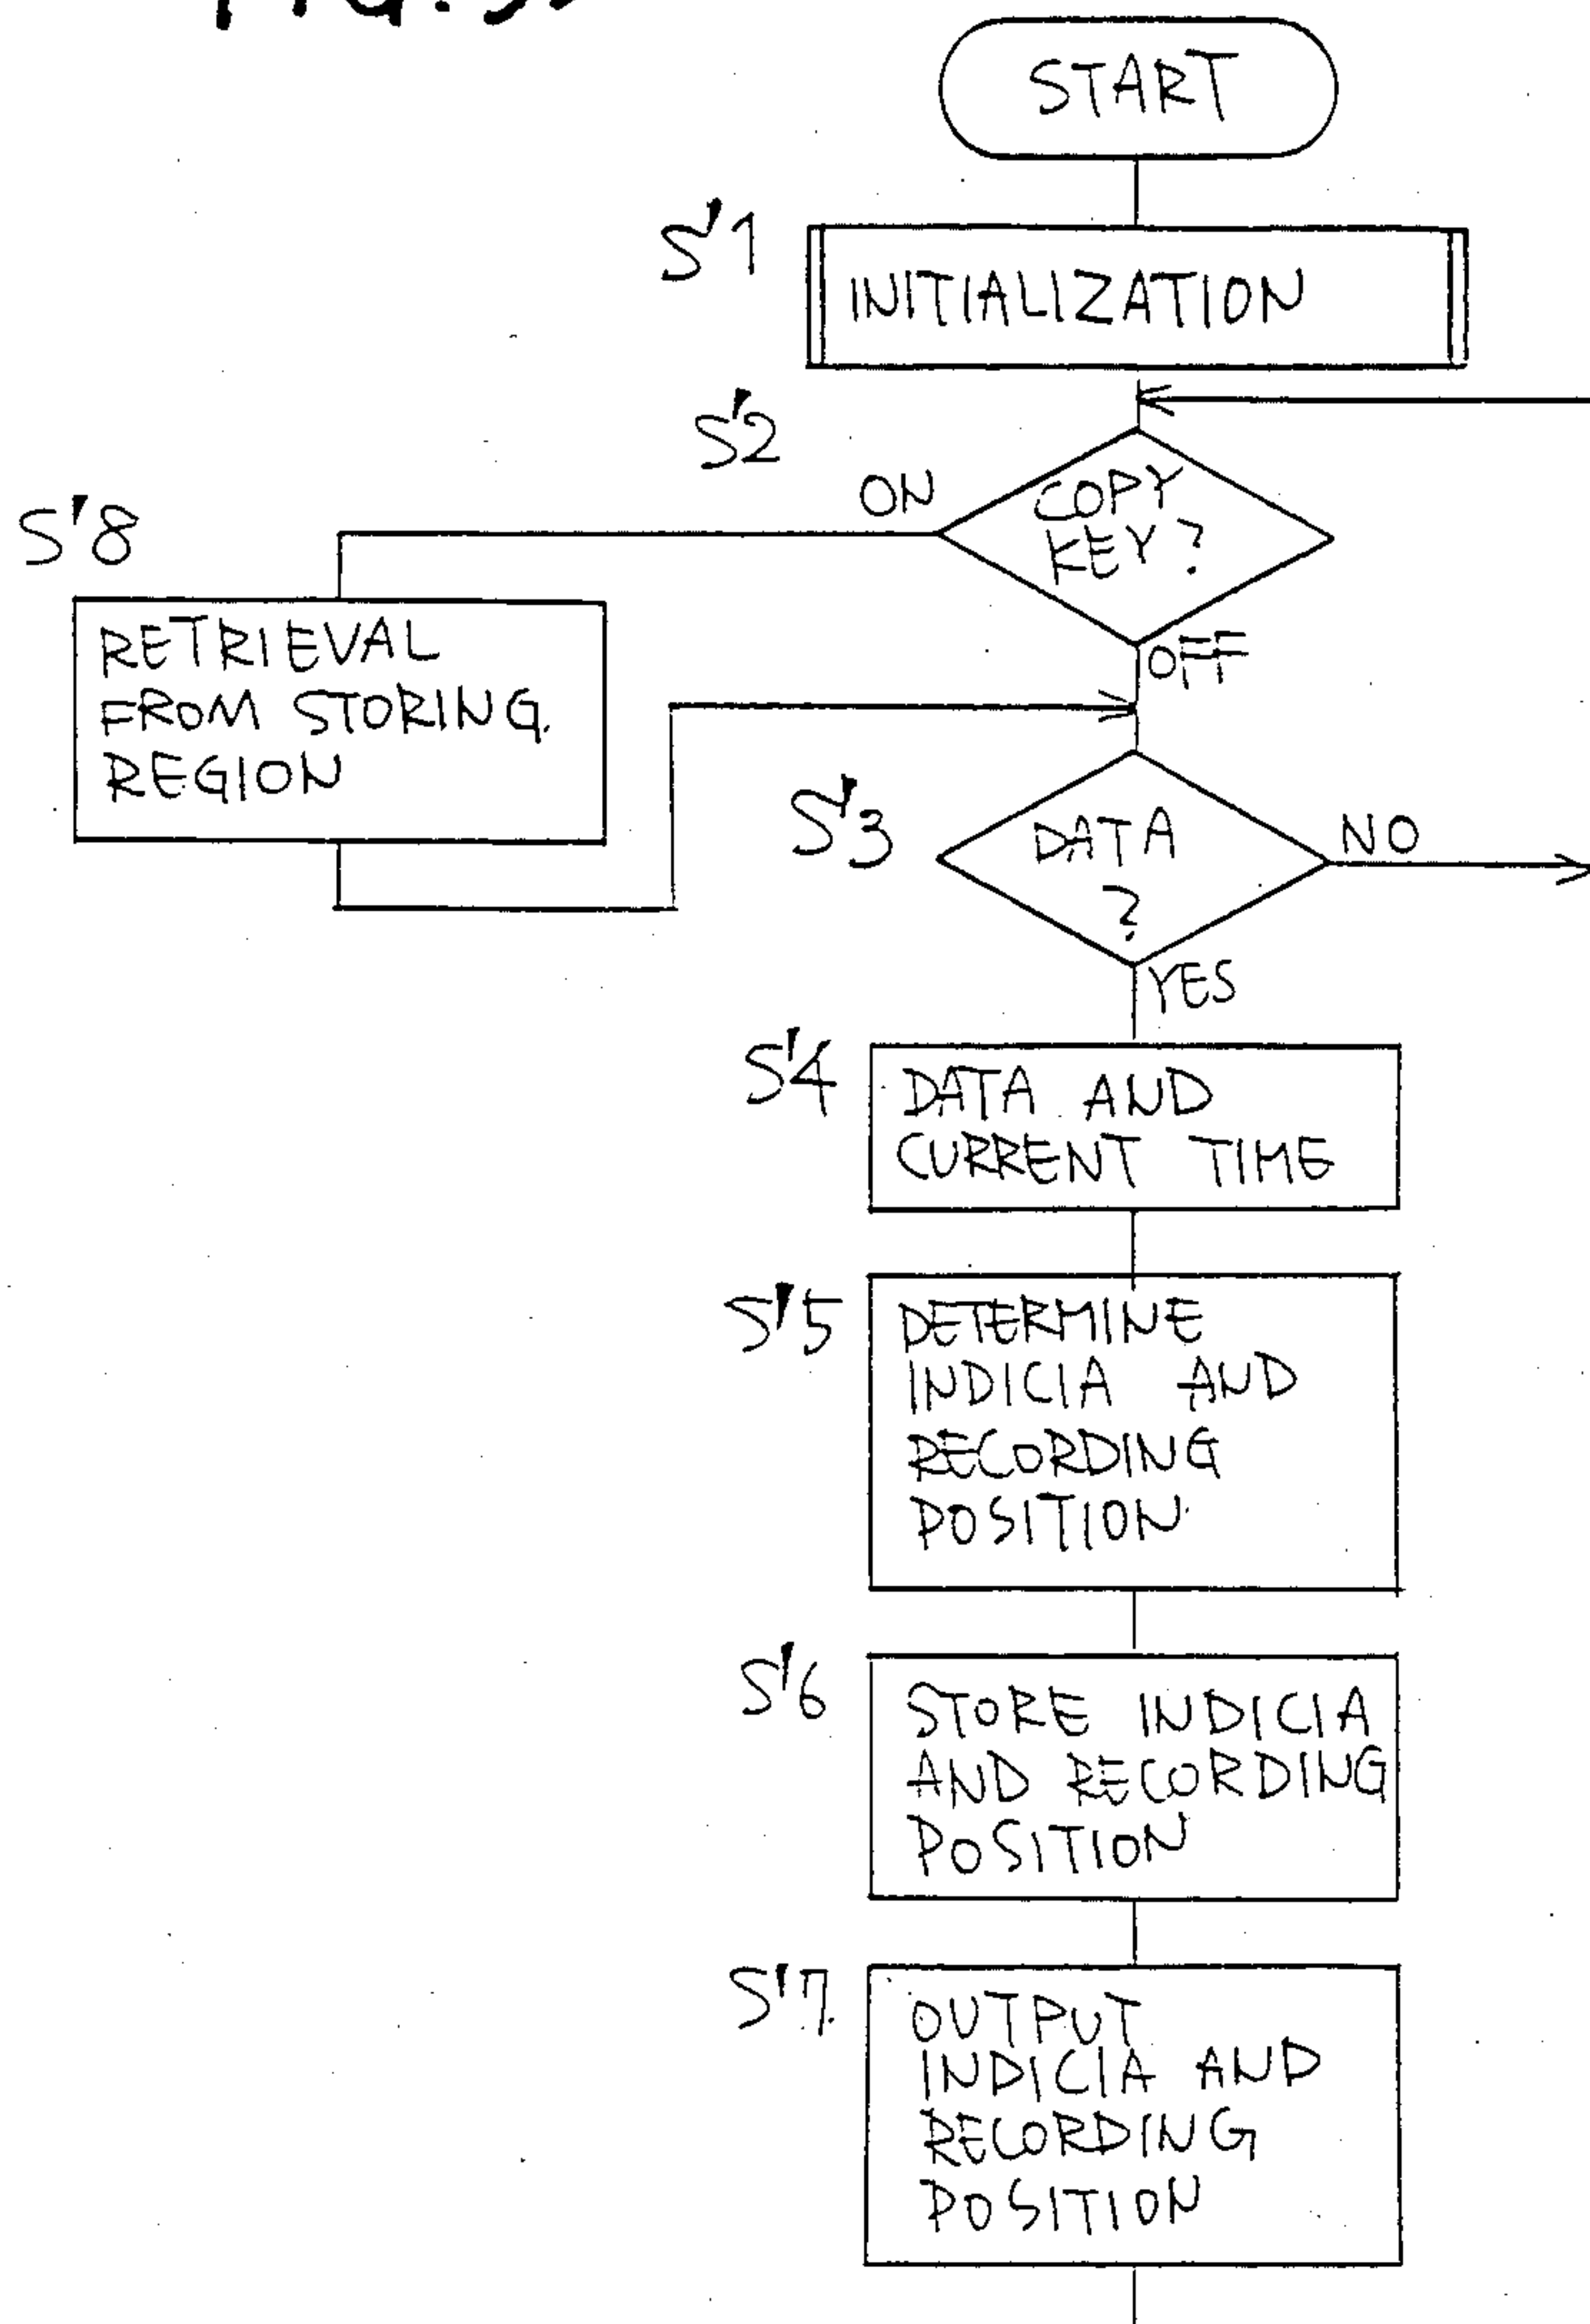 START
S'1
INITIALIZATION
S'2
ON
COPY
KEY?
OFF
S'8
RETRIEVAL
FROM STORING
REGION
S'3
DATA
?
NO
YES
S'4
DATA AND
CURRENT TIME
S'5
DETERMINE
INDICIA AND
RECORDING
POSITION
S'6
STORE INDICIA
AND RECORDING
POSITION
S'7
OUTPUT
INDICIA AND
RECORDING
POSITION